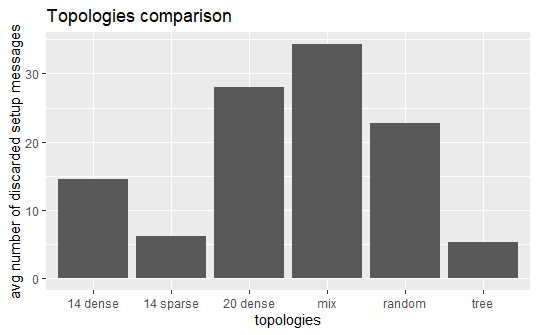 Topologies comparison
avg number of discarded setup messages
30
20
10
0
14 dense 14 sparse 20 dense mix random tree
topologies